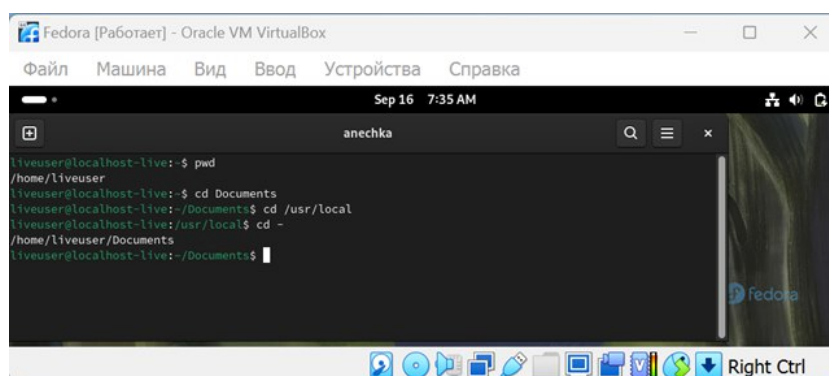 Fedora [Работает] - Oracle VM VirtualBox
Файл Машина Вид Ввод Устройства Справка
Sep 16 7:35 AM
anechka
liveuser@localhost-live:~$ pwd
/home/liveuser
liveuser@localhost-live:~$ cd Documents
liveuser@localhost-live:~/Documents$ cd /usr/local
liveuser@localhost-live:/usr/local$ cd -
/home/liveuser/Documents
liveuser@localhost-live:~/Documents$
fedora
Right Ctrl